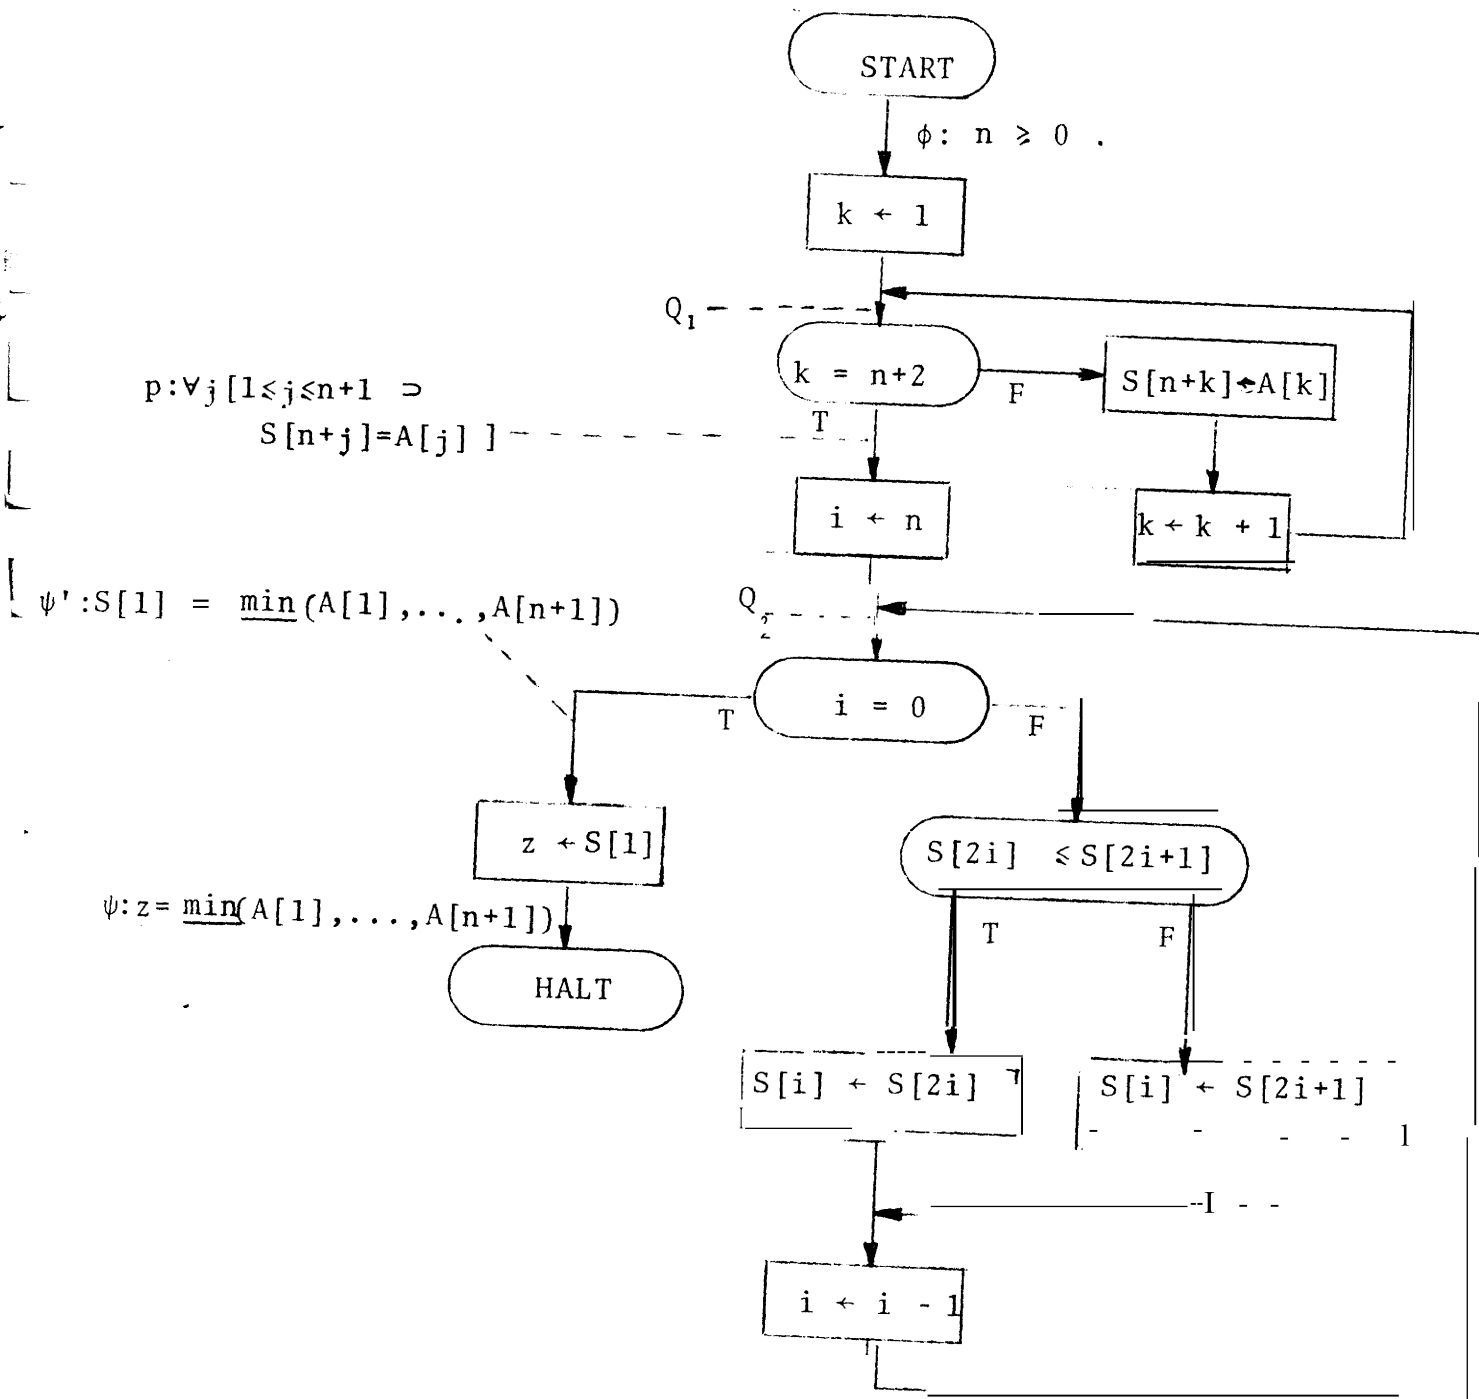 START
ϕ: n ⩾ 0 .
k ← 1
Q₁
k = n+2
F
S[n+k]←A[k]
p:∀j[1⩽j⩽n+1 ⊃
S[n+j]=A[j] ]
T
i ← n
k ← k + 1
ψ':S[1] = min(A[1],...,A[n+1])
Q₂
i = 0
T
F
z ← S[1]
S[2i] ⩽ S[2i+1]
ψ:z= min(A[1],...,A[n+1])
T
F
HALT
S[i] ← S[2i]
S[i] ← S[2i+1]
i ← i - 1